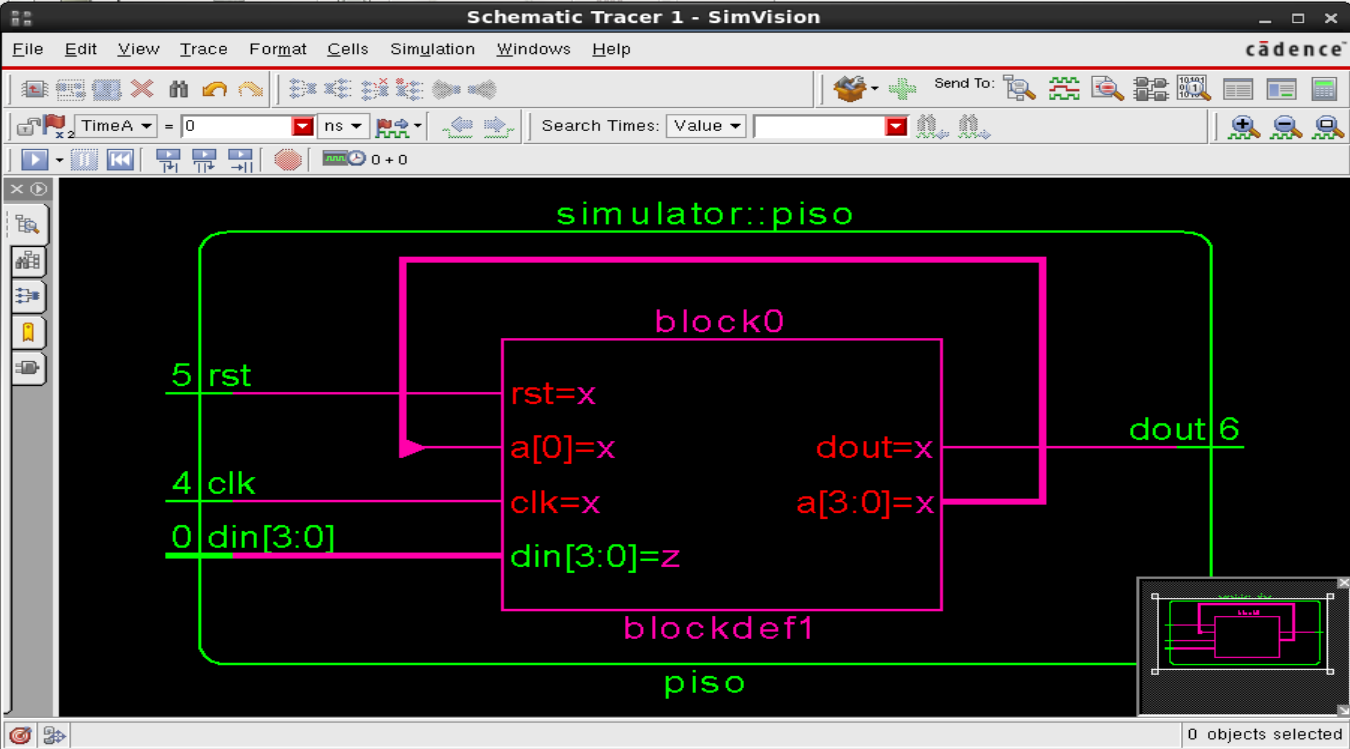 Schematic Tracer 1 - SimVision
File Edit View Trace Format Cells Simulation Windows Help cādence™
Send To:
x2 TimeA = 0 ns Search Times: Value
0 + 0
simulator::piso
block0
5 rst rst=x
a[0]=x dout=x dout 6
4 clk clk=x a[3:0]=x
0 din[3:0] din[3:0]=z
blockdef1
piso
0 objects selected